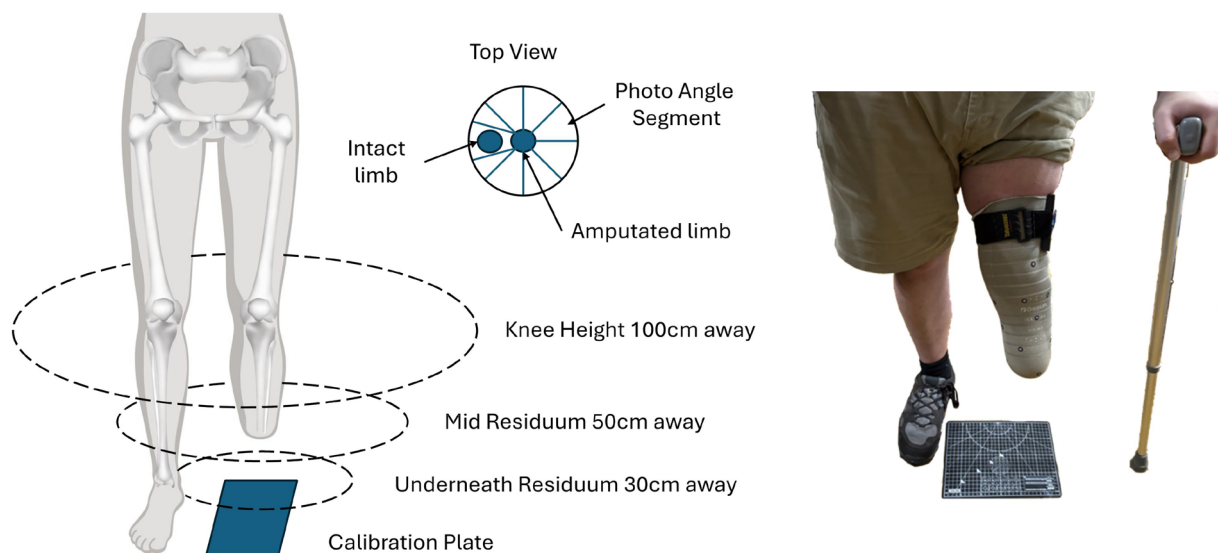 Top View
Photo Angle
Segment
Intact
limb
Amputated limb
Knee Height 100cm away
Mid Residuum 50cm away
Underneath Residuum 30cm away
Calibration Plate